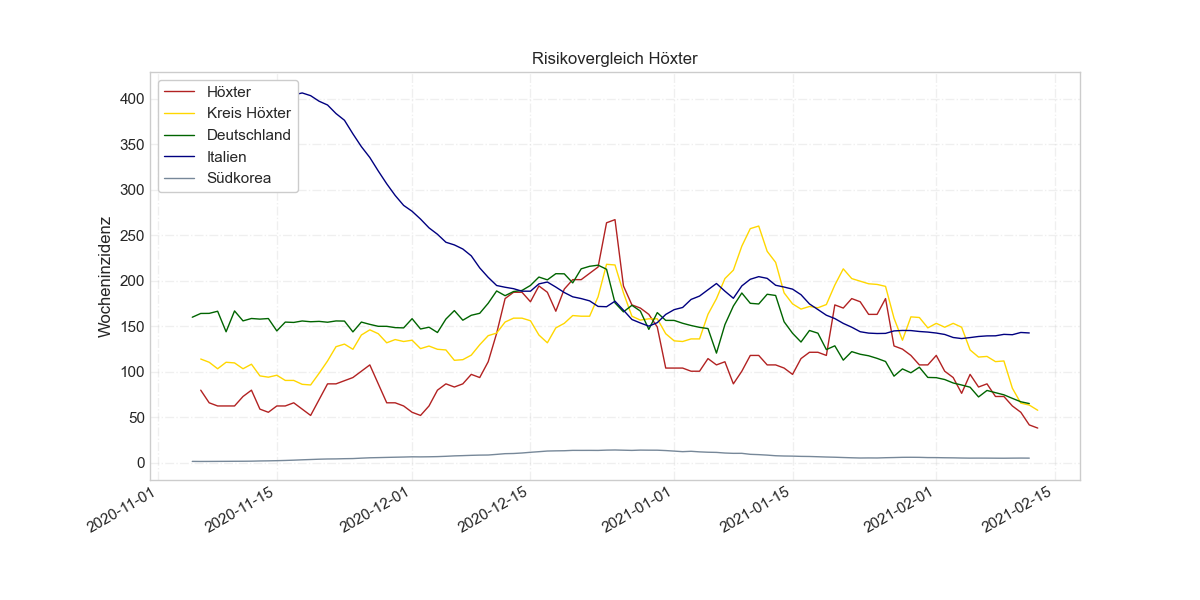 Risikovergleich Höxter
Höxter
Kreis Höxter
Deutschland
Italien
Südkorea
Wocheninzidenz
400
350
300
250
200
150
100
50
0
2020-11-01
2020-11-15
2020-12-01
2020-12-15
2021-01-01
2021-01-15
2021-02-01
2021-02-15